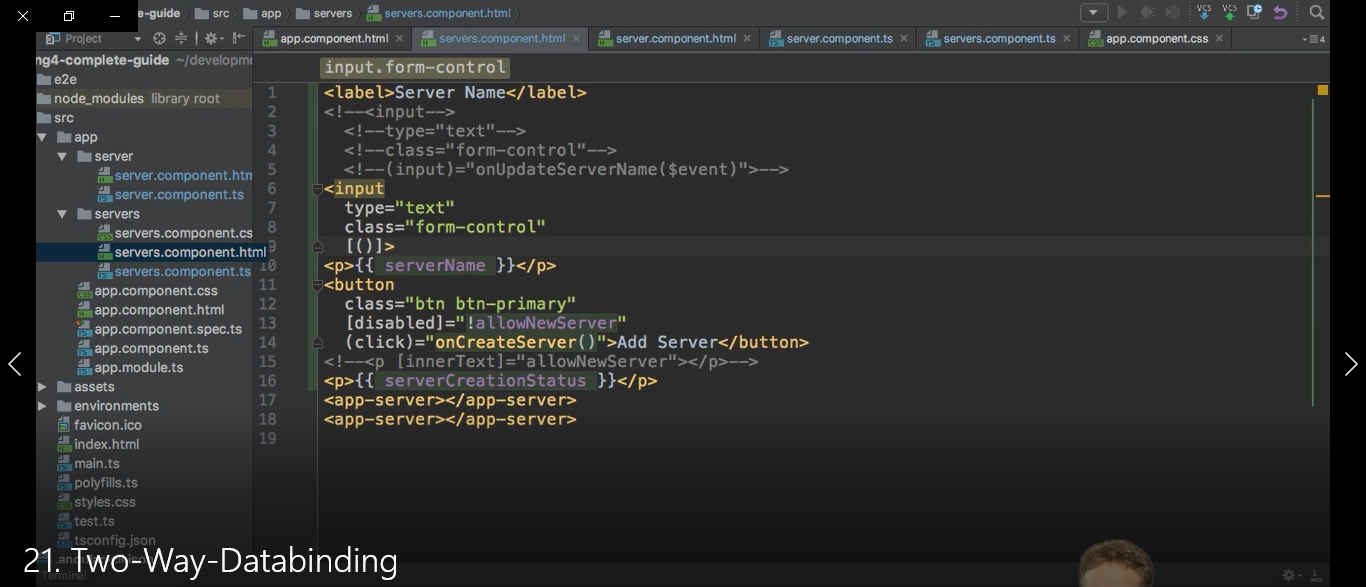 e-guide src app servers servers.component.html
Project
app.component.html servers.component.html server.component.html server.component.ts servers.component.ts app.component.css 4
ng4-complete-guide ~/developme
e2e
node_modules library root
src
app
server
server.component.htm
server.component.ts
servers
servers.component.cs
servers.component.html
servers.component.ts
app.component.css
app.component.html
app.component.spec.ts
app.component.ts
app.module.ts
assets
environments
favicon.ico
index.html
main.ts
polyfills.ts
styles.css
test.ts
tsconfig.json
input.form-control
1 <label>Server Name</label>
2 <!--<input-->
3 <!--type="text"-->
4 <!--class="form-control"-->
5 <!--(input)="onUpdateServerName($event)">-->
6 <input
7 type="text"
8 class="form-control"
9 [()]>
10 <p>{{ serverName }}</p>
11 <button
12 class="btn btn-primary"
13 [disabled]="!allowNewServer"
14 (click)="onCreateServer()">Add Server</button>
15 <!--<p [innerText]="allowNewServer"></p>-->
16 <p>{{ serverCreationStatus }}</p>
17 <app-server></app-server>
18 <app-server></app-server>
19
VCS VCS
21. Two-Way-Databinding
Terminal